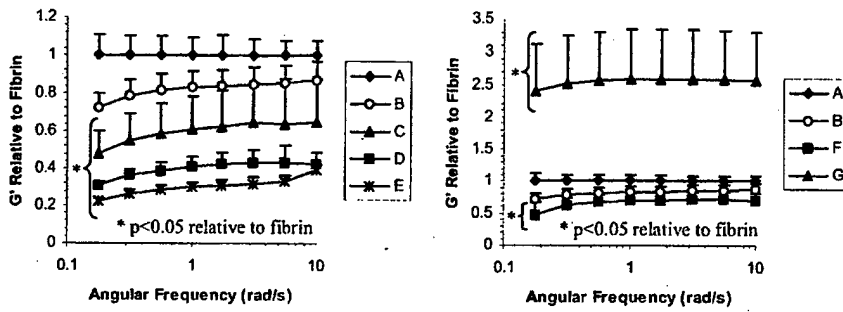 G' Relative to Fibrin
1.2
1
0.8
0.6
0.4
0.2
0
*
* p<0.05 relative to fibrin
0.1
1
10
Angular Frequency (rad/s)
A
B
C
D
E
G' Relative to Fibrin
3.5
3
2.5
2
1.5
1
0.5
0
*
*
* p<0.05 relative to fibrin
0.1
1
10
Angular Frequency (rad/s)
A
B
F
G